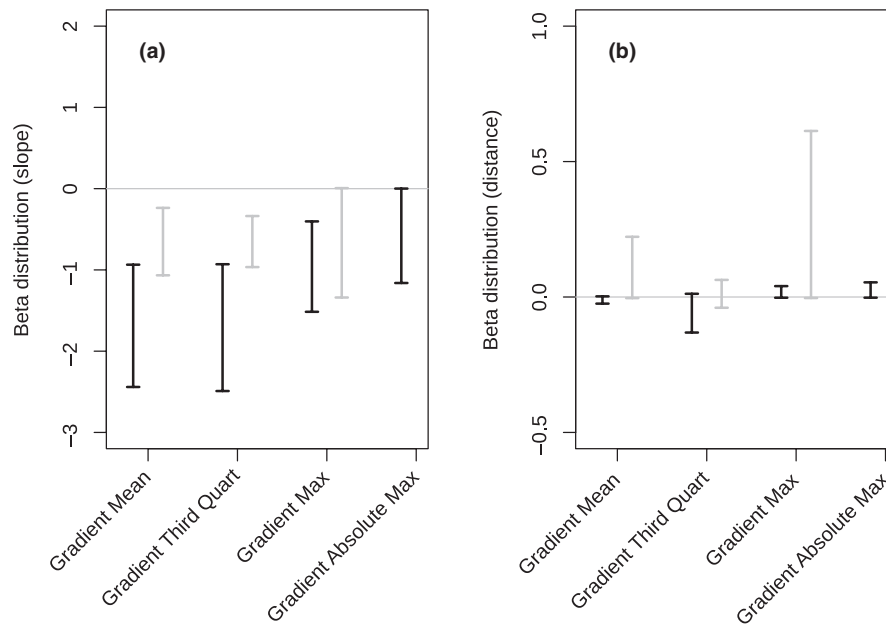 (a)
Beta distribution (slope)
2
1
0
−1
−2
−3
Gradient Mean
Gradient Third Quart
Gradient Max
Gradient Absolute Max
(b)
Beta distribution (distance)
1.0
0.5
0.0
−0.5
Gradient Mean
Gradient Third Quart
Gradient Max
Gradient Absolute Max